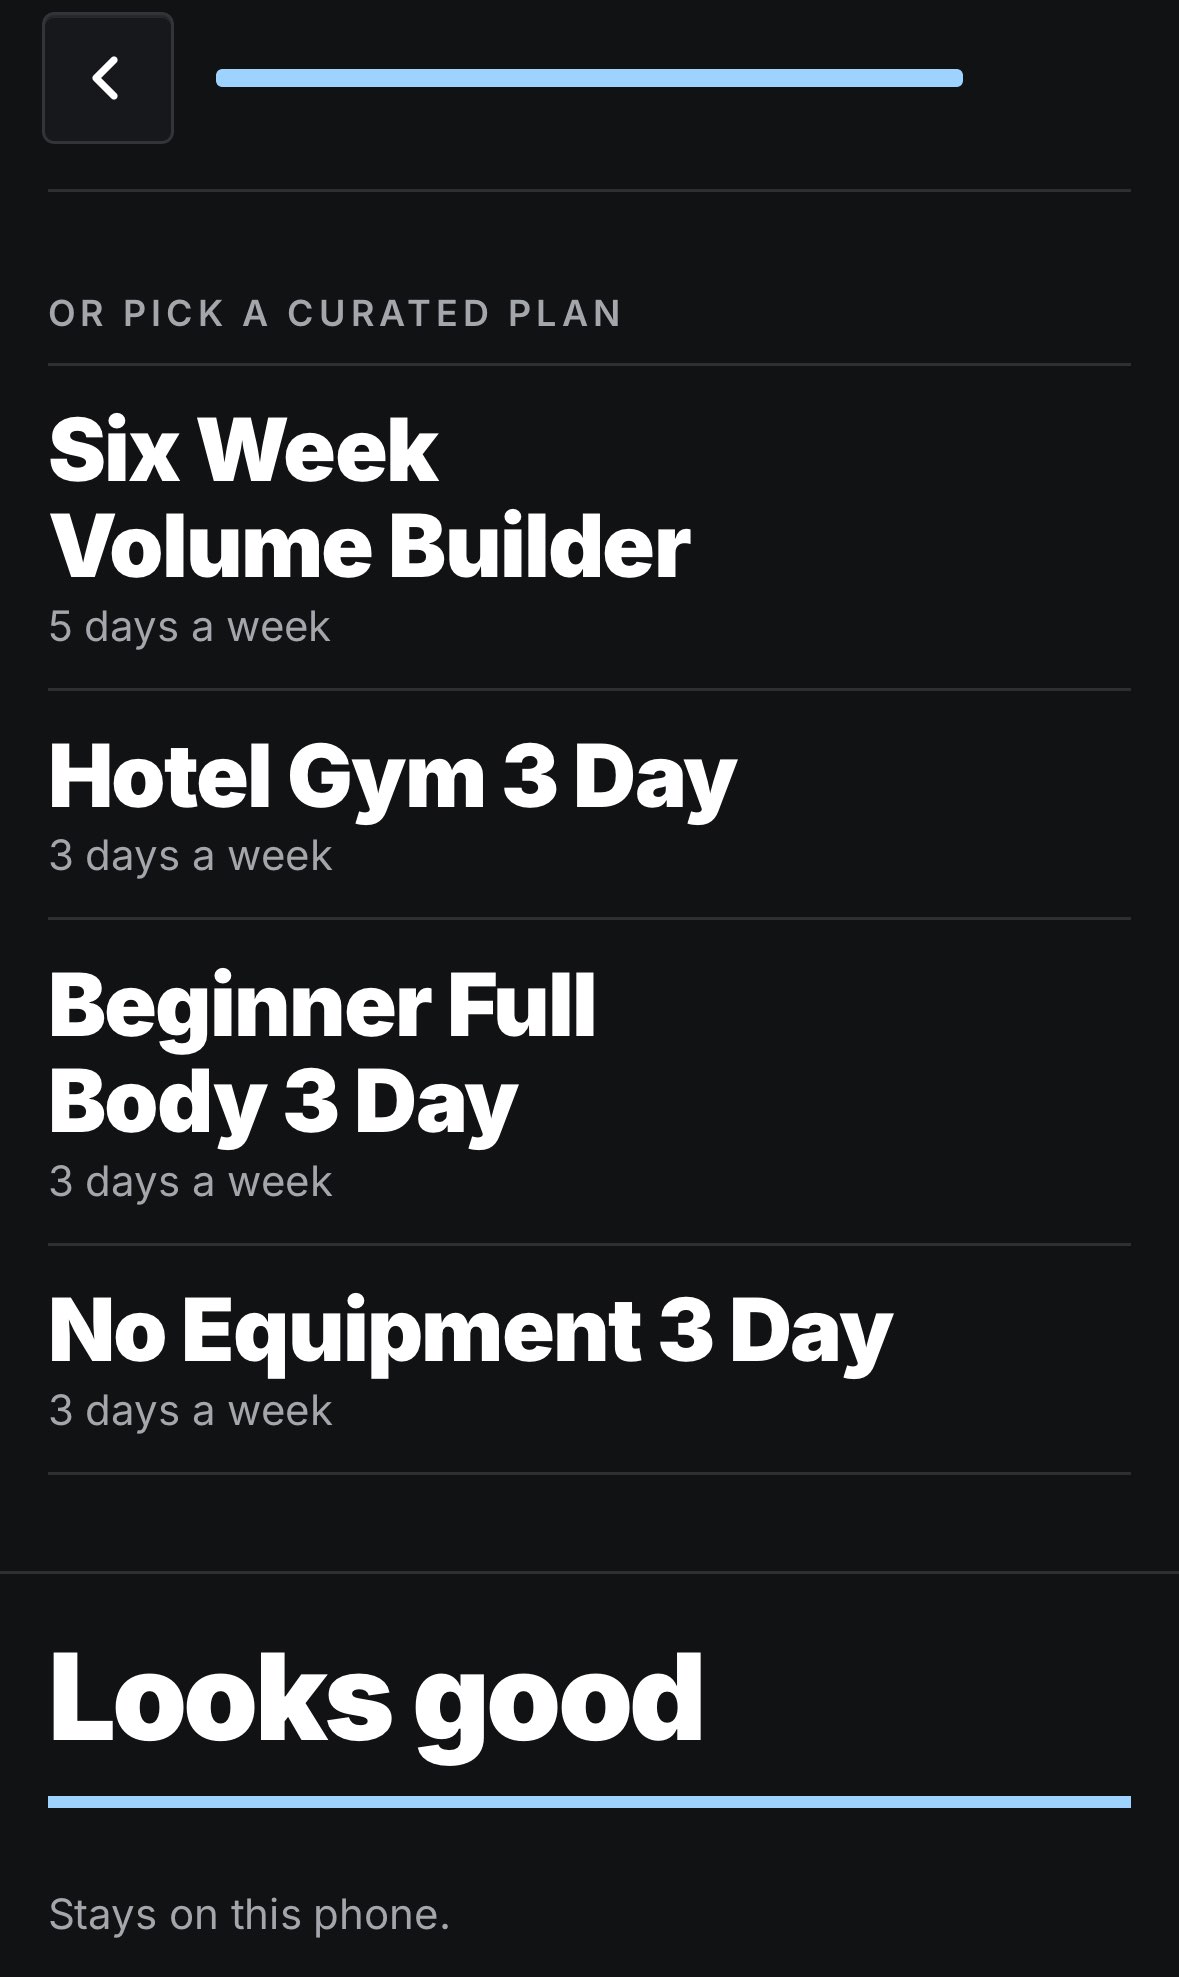 OR PICK A CURATED PLAN
Six Week
Volume Builder
5 days a week
Hotel Gym 3 Day
3 days a week
Beginner Full
Body 3 Day
3 days a week
No Equipment 3 Day
3 days a week
Looks good
Stays on this phone.